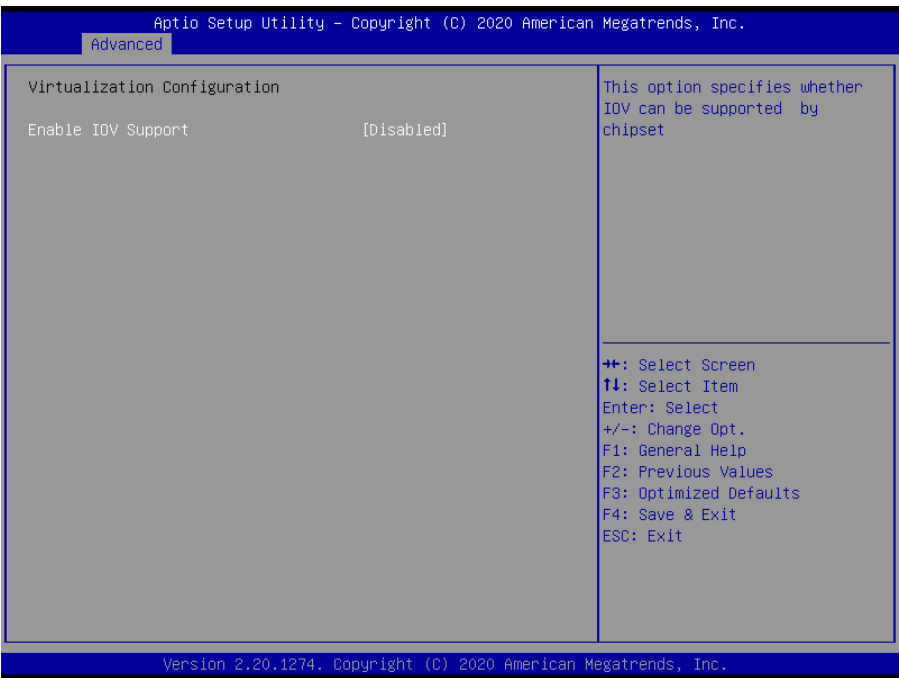 Aptio Setup Utility – Copyright (C) 2020 American Megatrends, Inc.
Advanced
Virtualization Configuration
Enable IOV Support [Disabled]
This option specifies whether
IOV can be supported by
chipset
→←: Select Screen
↑↓: Select Item
Enter: Select
+/-: Change Opt.
F1: General Help
F2: Previous Values
F3: Optimized Defaults
F4: Save & Exit
ESC: Exit
Version 2.20.1274. Copyright (C) 2020 American Megatrends, Inc.